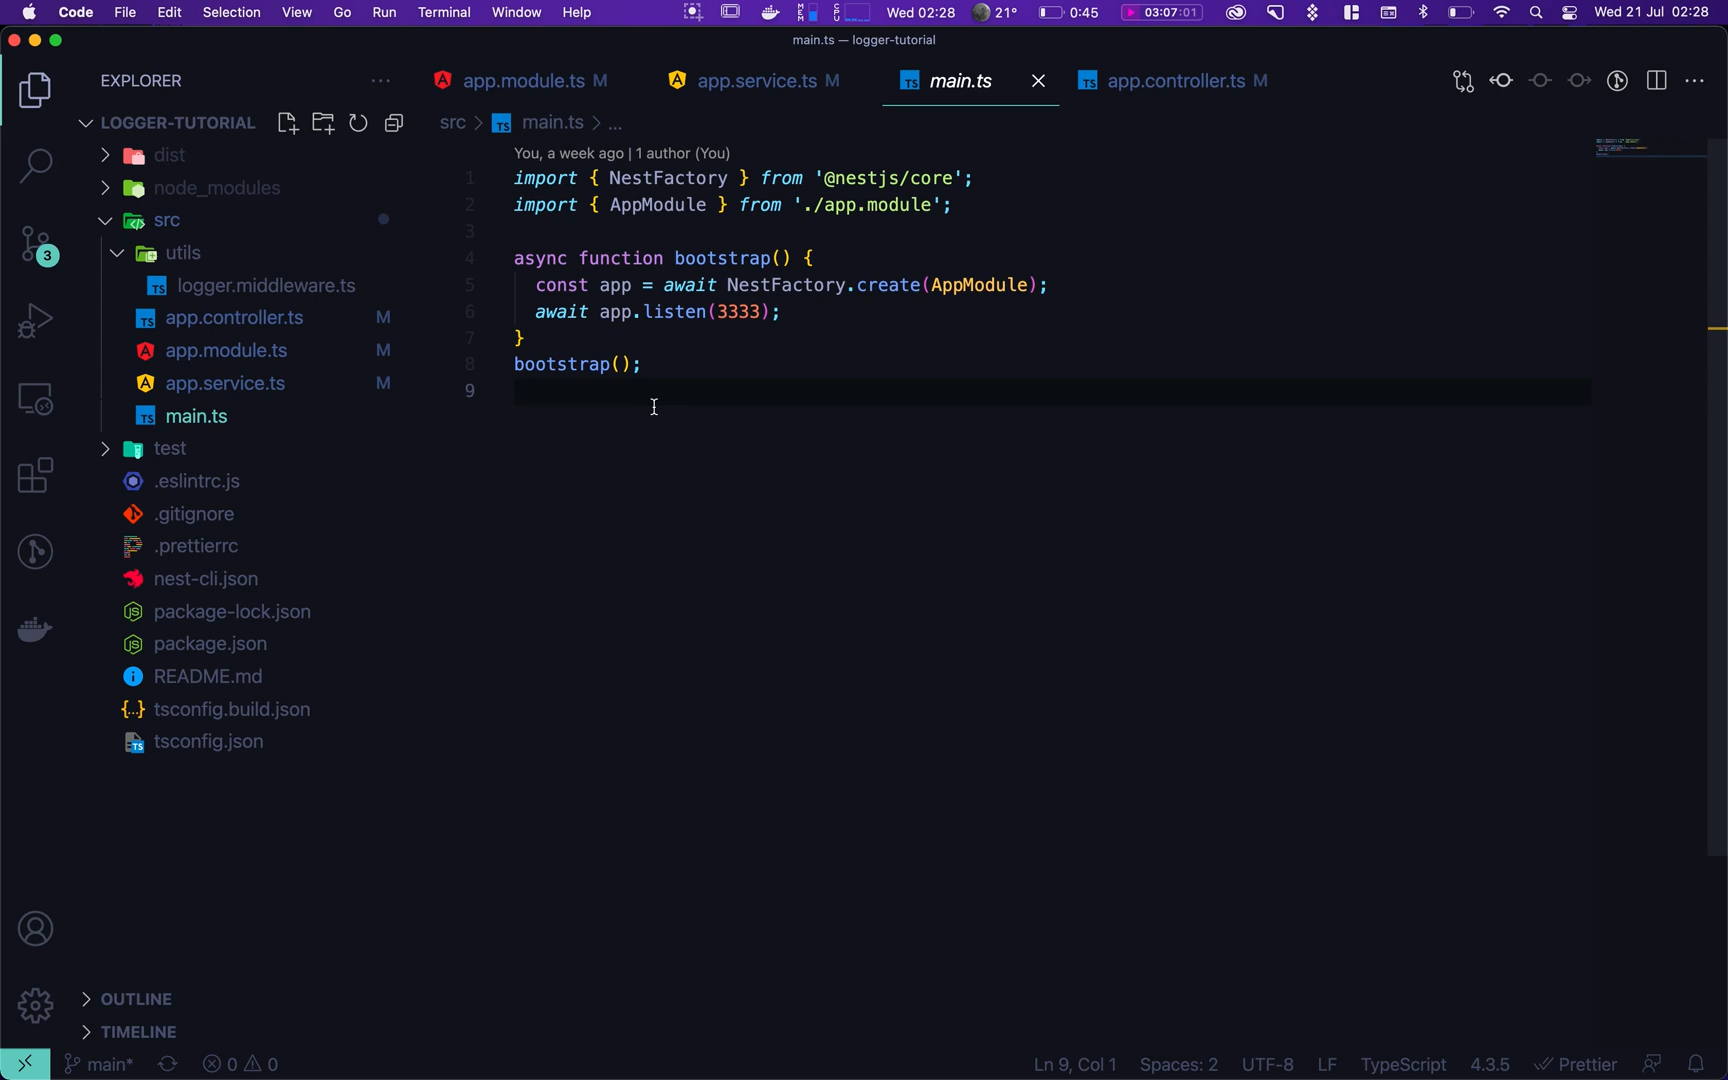 Code File Edit Selection View Go Run Terminal Window Help MEM CPU Wed 02:28 21° 0:45 03:07:01 Wed 21 Jul 02:28
main.ts — logger-tutorial
EXPLORER ...
app.module.ts M
app.service.ts M
main.ts
app.controller.ts M
LOGGER-TUTORIAL
src > TS main.ts > ...
dist
node_modules
src
utils
TS logger.middleware.ts
TS app.controller.ts M
app.module.ts M
app.service.ts M
TS main.ts
test
.eslintrc.js
.gitignore
.prettierrc
nest-cli.json
package-lock.json
package.json
README.md
tsconfig.build.json
tsconfig.json
OUTLINE
TIMELINE
3
You, a week ago | 1 author (You)
1 import { NestFactory } from '@nestjs/core';
2 import { AppModule } from './app.module';
3
4 async function bootstrap() {
5 const app = await NestFactory.create(AppModule);
6 await app.listen(3333);
7 }
8 bootstrap();
9
main* 0 0 Ln 9, Col 1 Spaces: 2 UTF-8 LF TypeScript 4.3.5 Prettier